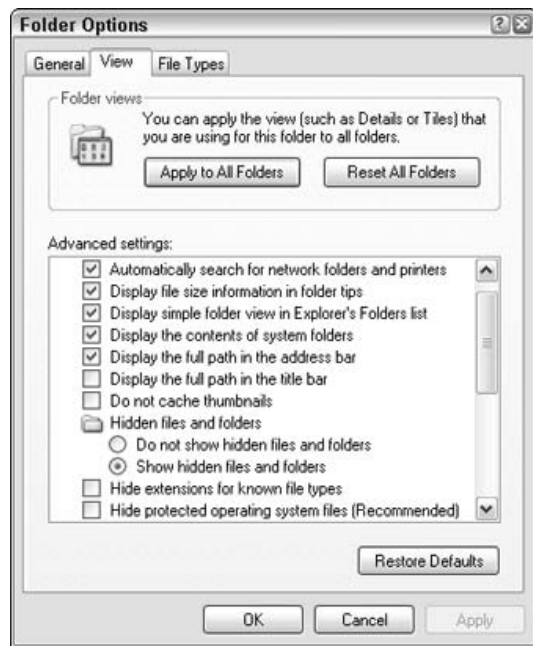 Folder Options
General
View
File Types
Folder views
You can apply the view (such as Details or Tiles) that
you are using for this folder to all folders.
Apply to All Folders
Reset All Folders
Advanced settings:
Automatically search for network folders and printers
Display file size information in folder tips
Display simple folder view in Explorer's Folders list
Display the contents of system folders
Display the full path in the address bar
Display the full path in the title bar
Do not cache thumbnails
Hidden files and folders
Do not show hidden files and folders
Show hidden files and folders
Hide extensions for known file types
Hide protected operating system files (Recommended)
Restore Defaults
OK
Cancel
Apply